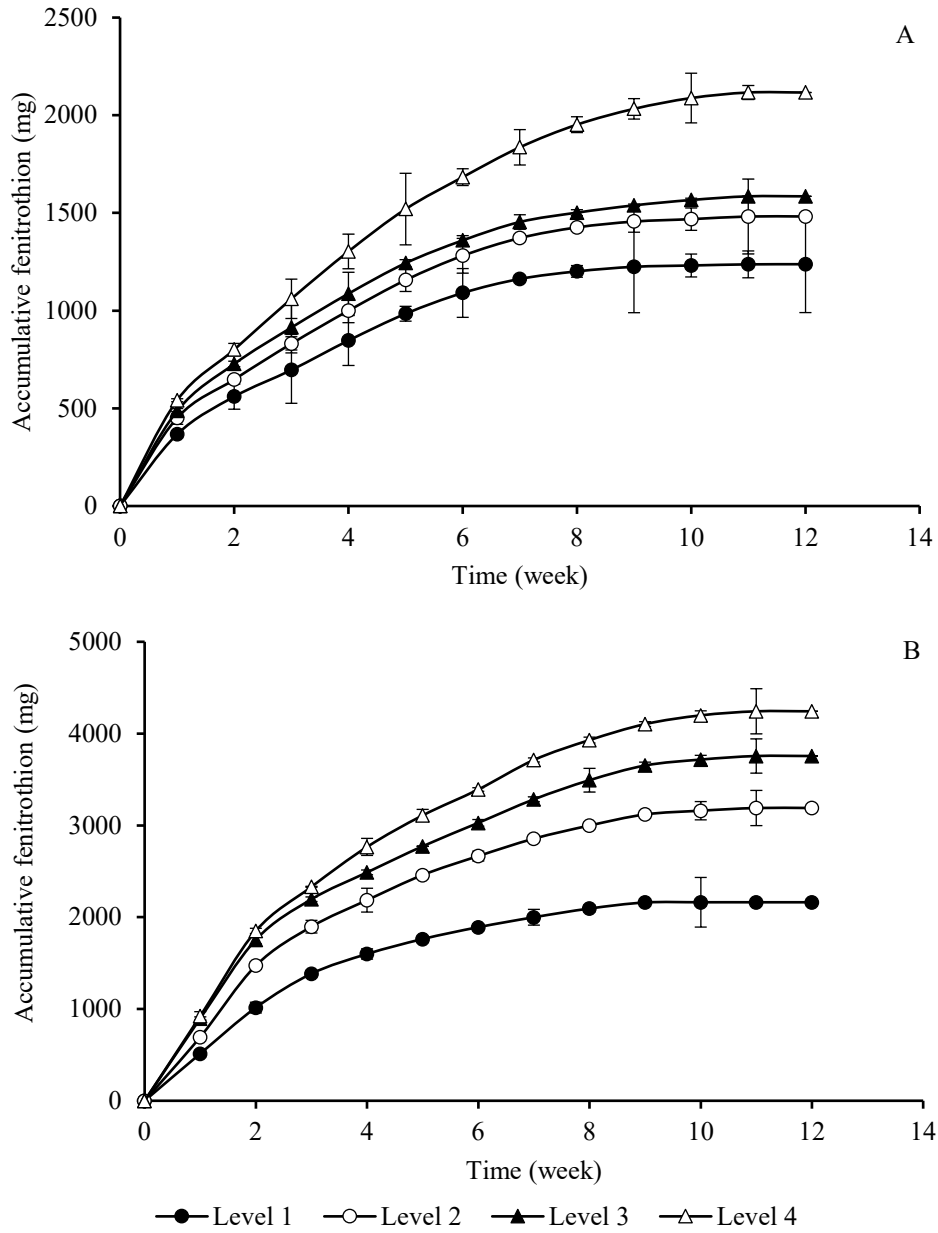 A
Accumulative fenitrothion (mg)
2500
2000
1500
1000
500
0
0 2 4 6 8 10 12 14
Time (week)
B
Accumulative fenitrothion (mg)
5000
4000
3000
2000
1000
0
0 2 4 6 8 10 12 14
Time (week)
Level 1 Level 2 Level 3 Level 4